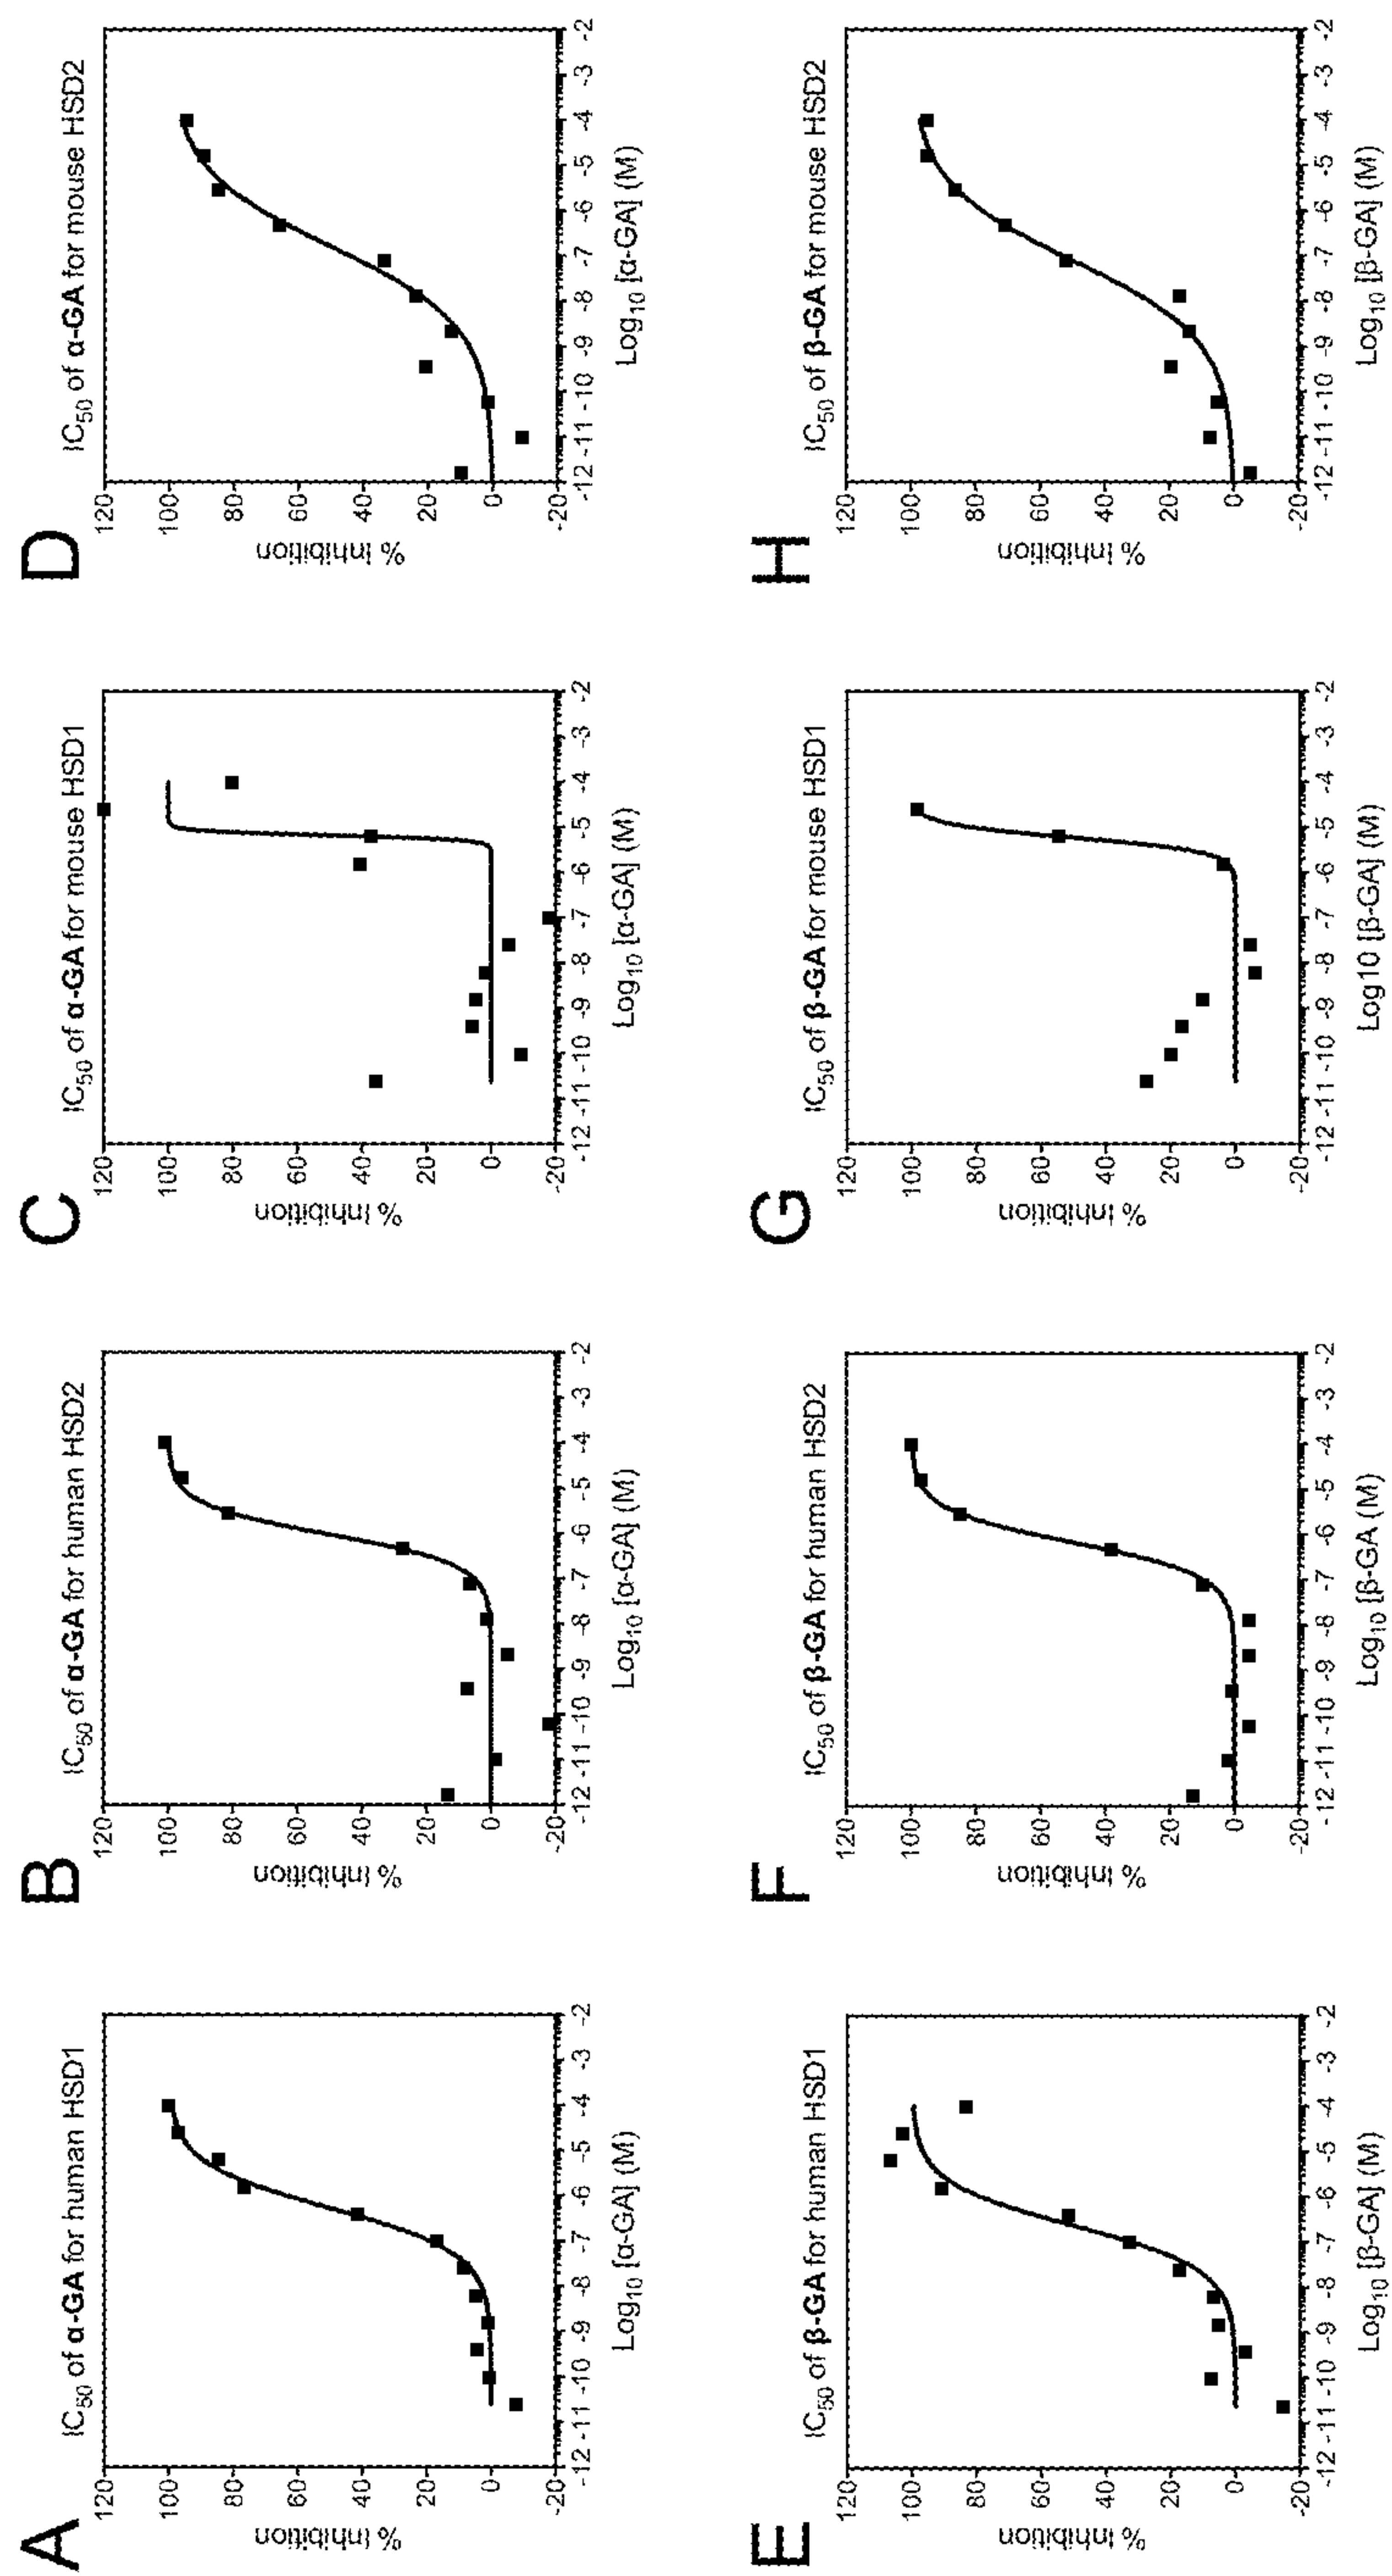 A
IC50 of α-GA for human HSD1
% Inhibition
120
100
80
60
40
20
0
-20
-12 -11 -10 -9 -8 -7 -6 -5 -4 -3 -2
Log10 [α-GA] (M)
B
IC50 of α-GA for human HSD2
% Inhibition
120
100
80
60
40
20
0
-20
-12 -11 -10 -9 -8 -7 -6 -5 -4 -3 -2
Log10 [α-GA] (M)
C
IC50 of α-GA for mouse HSD1
% Inhibition
120
100
80
60
40
20
0
-20
-12 -11 -10 -9 -8 -7 -6 -5 -4 -3 -2
Log10 [α-GA] (M)
D
IC50 of α-GA for mouse HSD2
% Inhibition
120
100
80
60
40
20
0
-20
-12 -11 -10 -9 -8 -7 -6 -5 -4 -3 -2
Log10 [α-GA] (M)
E
IC50 of β-GA for human HSD1
% Inhibition
120
100
80
60
40
20
0
-20
-12 -11 -10 -9 -8 -7 -6 -5 -4 -3 -2
Log10 [β-GA] (M)
F
IC50 of β-GA for human HSD2
% Inhibition
120
100
80
60
40
20
0
-20
-12 -11 -10 -9 -8 -7 -6 -5 -4 -3 -2
Log10 [β-GA (M)
G
IC50 of β-GA for mouse HSD1
% Inhibition
120
100
80
60
40
20
0
-20
-12 -11 -10 -9 -8 -7 -6 -5 -4 -3 -2
Log10 [β-GA] (M)
H
IC50 of β-GA for mouse HSD2
% Inhibition
120
100
80
60
40
20
0
-20
-12 -11 -10 -9 -8 -7 -6 -5 -4 -3 -2
Log10 [β-GA] (M)